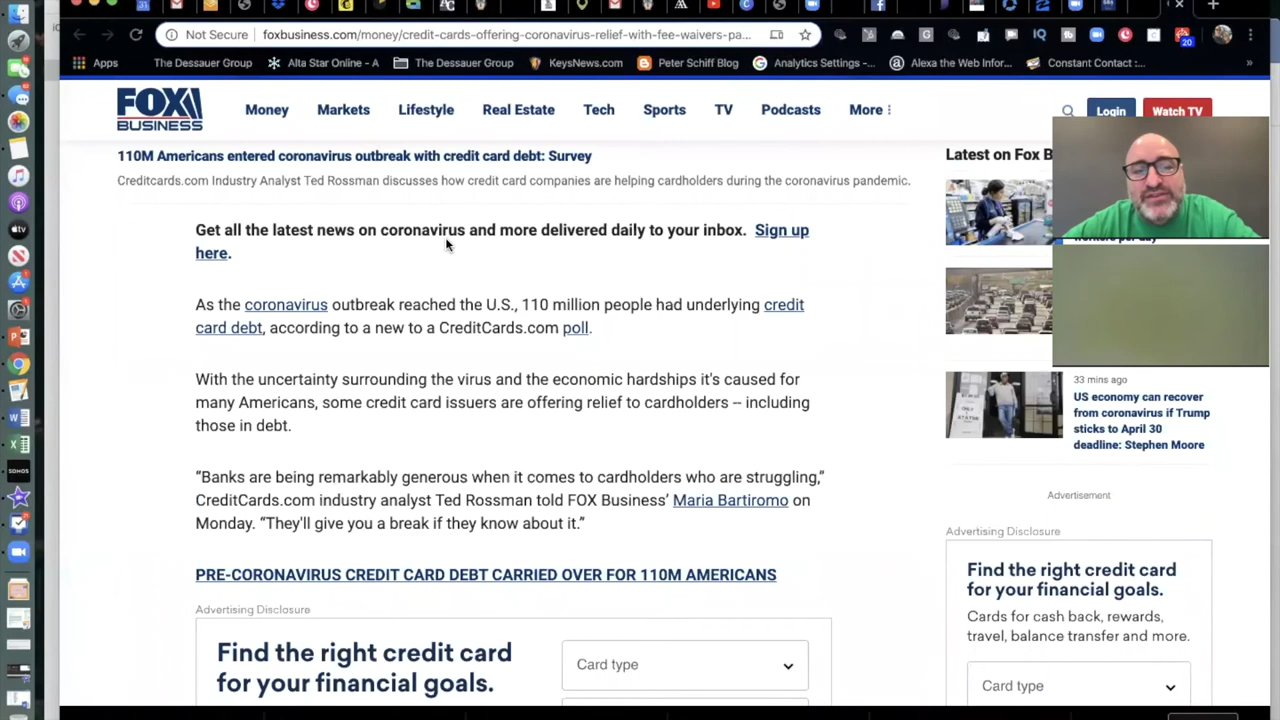 Not Secure
foxbusiness.com/money/credit-cards-offering-coronavirus-relief-with-fee-waivers-pa...
20
Apps
The Dessauer Group
Alta Star Online - A
The Dessauer Group
KeysNews.com
Peter Schiff Blog
Analytics Settings -...
Alexa the Web Infor...
Constant Contact :...
»
FOX
BUSINESS
Money
Markets
Lifestyle
Real Estate
Tech
Sports
TV
Podcasts
More
Login
Watch TV
110M Americans entered coronavirus outbreak with credit card debt: Survey
Creditcards.com Industry Analyst Ted Rossman discusses how credit card companies are helping cardholders during the coronavirus pandemic.
Get all the latest news on coronavirus and more delivered daily to your inbox. Sign up
here.
As the coronavirus outbreak reached the U.S., 110 million people had underlying credit
card debt, according to a new to a CreditCards.com poll.
With the uncertainty surrounding the virus and the economic hardships it's caused for
many Americans, some credit card issuers are offering relief to cardholders -- including
those in debt.
“Banks are being remarkably generous when it comes to cardholders who are struggling,”
CreditCards.com industry analyst Ted Rossman told FOX Business’ Maria Bartiromo on
Monday. “They'll give you a break if they know about it.”
PRE-CORONAVIRUS CREDIT CARD DEBT CARRIED OVER FOR 110M AMERICANS
Advertising Disclosure
Find the right credit card
for your financial goals.
Card type
Latest on Fox B
workers per day
33 mins ago
US economy can recover
from coronavirus if Trump
sticks to April 30
deadline: Stephen Moore
Advertisement
Advertising Disclosure
Find the right credit card
for your financial goals.
Cards for cash back, rewards,
travel, balance transfer and more.
Card type